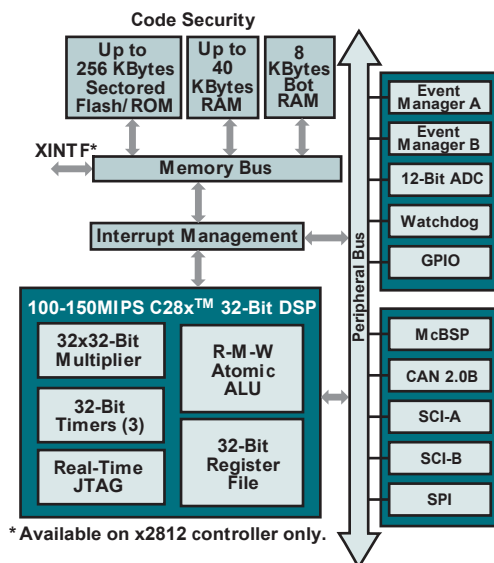 Code Security
Up to
256 KBytes
Sectored
Flash/ROM
Up to
40
KBytes
RAM
8
KBytes
Bot
RAM
XINTF*
Memory Bus
Interrupt Management
100-150MIPS C28x™ 32-Bit DSP
32x32-Bit
Multiplier
32-Bit
Timers (3)
Real-Time
JTAG
R-M-W
Atomic
ALU
32-Bit
Register
File
* Available on x2812 controller only.
Peripheral Bus
Event
Manager A
Event
Manager B
12-Bit ADC
Watchdog
GPIO
McBSP
CAN 2.0B
SCI-A
SCI-B
SPI